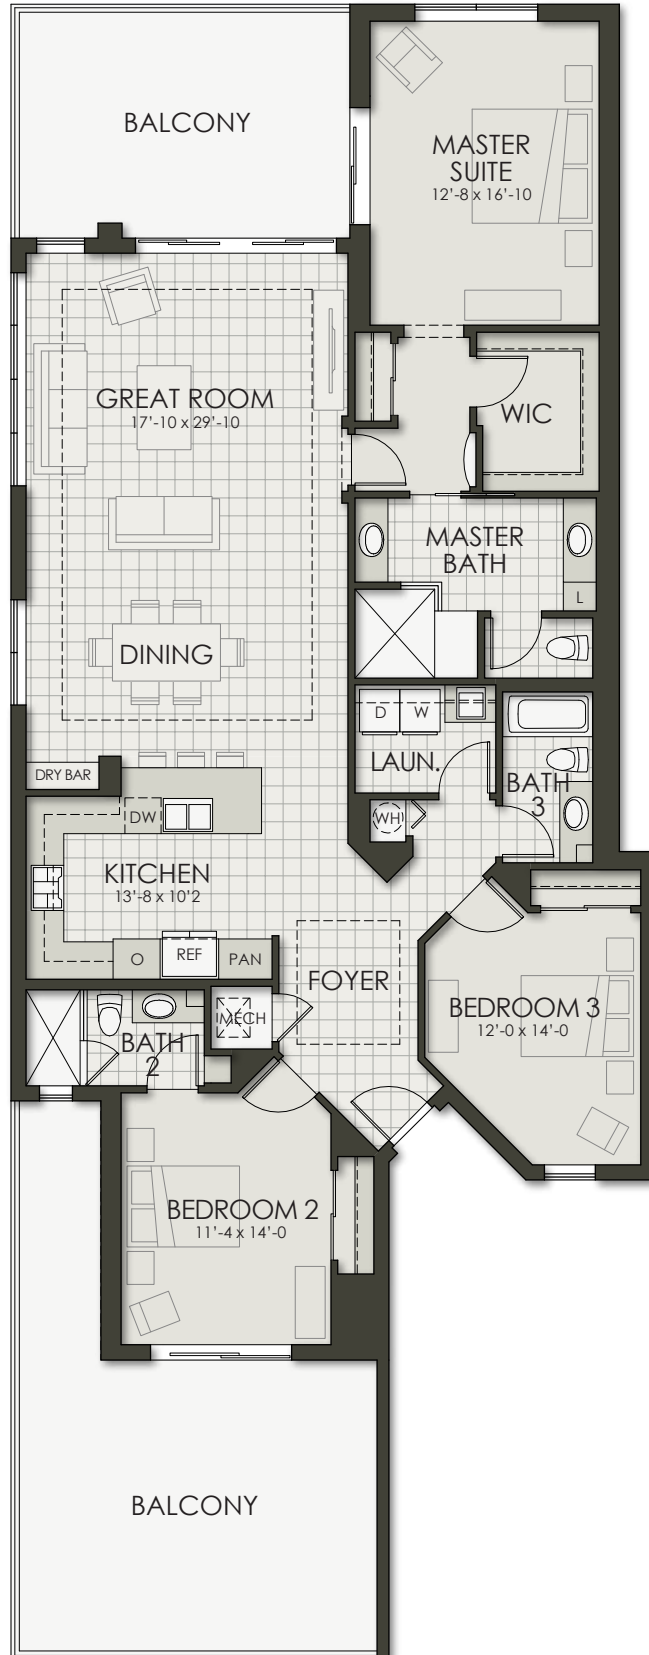 BALCONY
MASTER
SUITE
12'-8 x 16'-10
GREAT ROOM
17'-10 x 29'-10
WIC
MASTER
BATH
L
DINING
D
W
LAUN.
DRY BAR
BATH
3
DW
WH
KITCHEN
13'-8 x 10'2
O
REF
PAN
FOYER
BEDROOM 3
12'-0 x 14'-0
MECH
BATH
2
BEDROOM 2
11'-4 x 14'-0
BALCONY